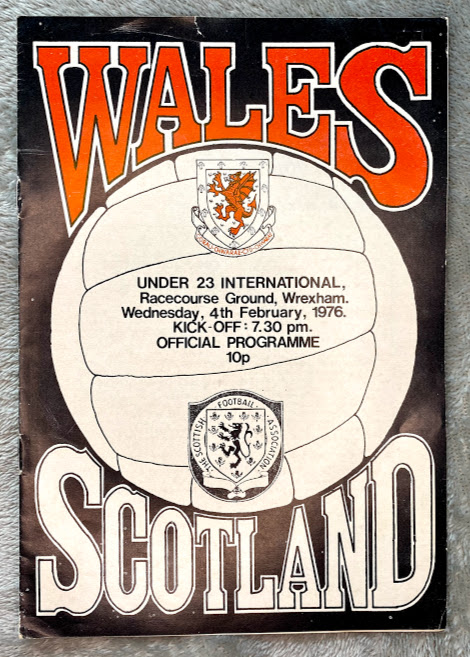 WALES
UNDER 23 INTERNATIONAL,
Racecourse Ground, Wrexham.
Wednesday, 4th February, 1976.
KICK-OFF: 7.30 pm.
OFFICIAL PROGRAMME
10p
THE SCOTTISH FOOTBALL ASSOCIATION
SCOTLAND